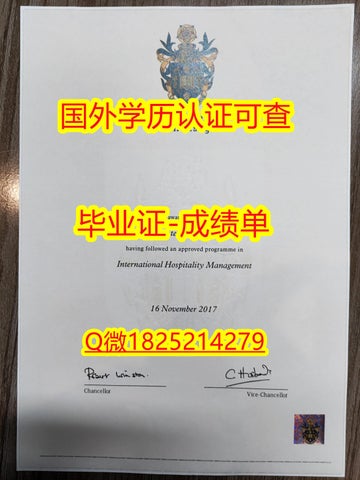 国外学历认证可查
毕业证-成绩单
having followed an approved programme in
International Hospitality Management
16 November 2017
Q微1825214279
Chancellor
Vice-Chancellor